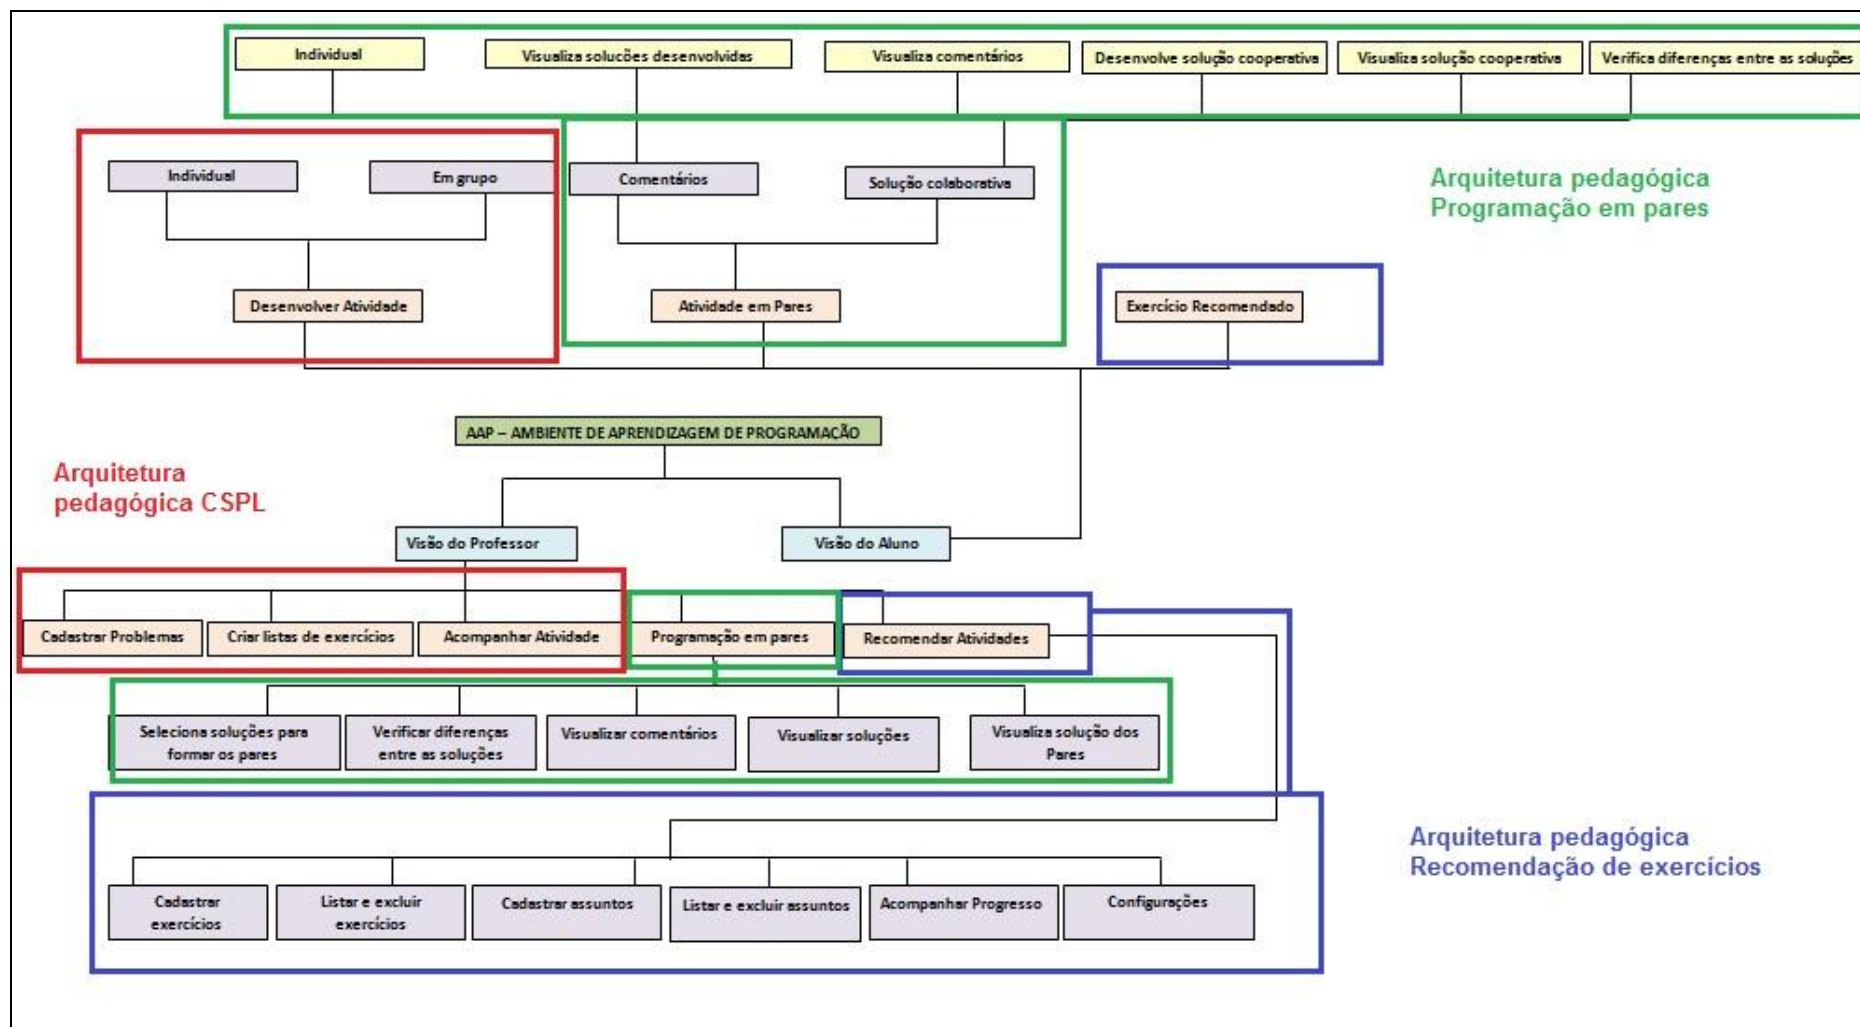 Individual
Visualiza solucões desenvolvidas
Visualiza comentários
Desenvolve solução cooperativa
Visualiza solução cooperativa
Verifica diferenças entre as soluções
Individual
Em grupo
Comentários
Solução colaborativa
Arquitetura pedagógica
Programação em pares
Desenvolver Atividade
Atividade em Pares
Exercício Recomendado
AAP – AMBIENTE DE APRENDIZAGEM DE PROGRAMAÇÃO
Arquitetura
pedagógica CSPL
Visão do Professor
Visão do Aluno
Cadastrar Problemas
Criar listas de exercícios
Acompanhar Atividade
Programação em pares
Recomendar Atividades
Seleciona soluções para
formar os pares
Verificar diferenças
entre as soluções
Visualizar comentários
Visualizar soluções
Visualiza solução dos
Pares
Arquitetura pedagógica
Recomendação de exercícios
Cadastrar
exercícios
Listar e excluir
exercícios
Cadastrar assuntos
Listar e excluir assuntos
Acompanhar Progresso
Configurações